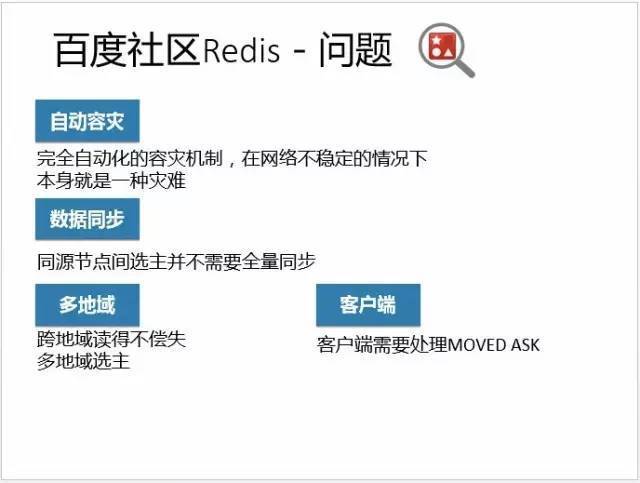 百度社区Redis - 问题
自动容灾
完全自动化的容灾机制，在网络不稳定的情况下
本身就是一种灾难
数据同步
同源节点间选主并不需要全量同步
多地域
跨地域读得不偿失
多地域选主
客户端
客户端需要处理MOVED ASK